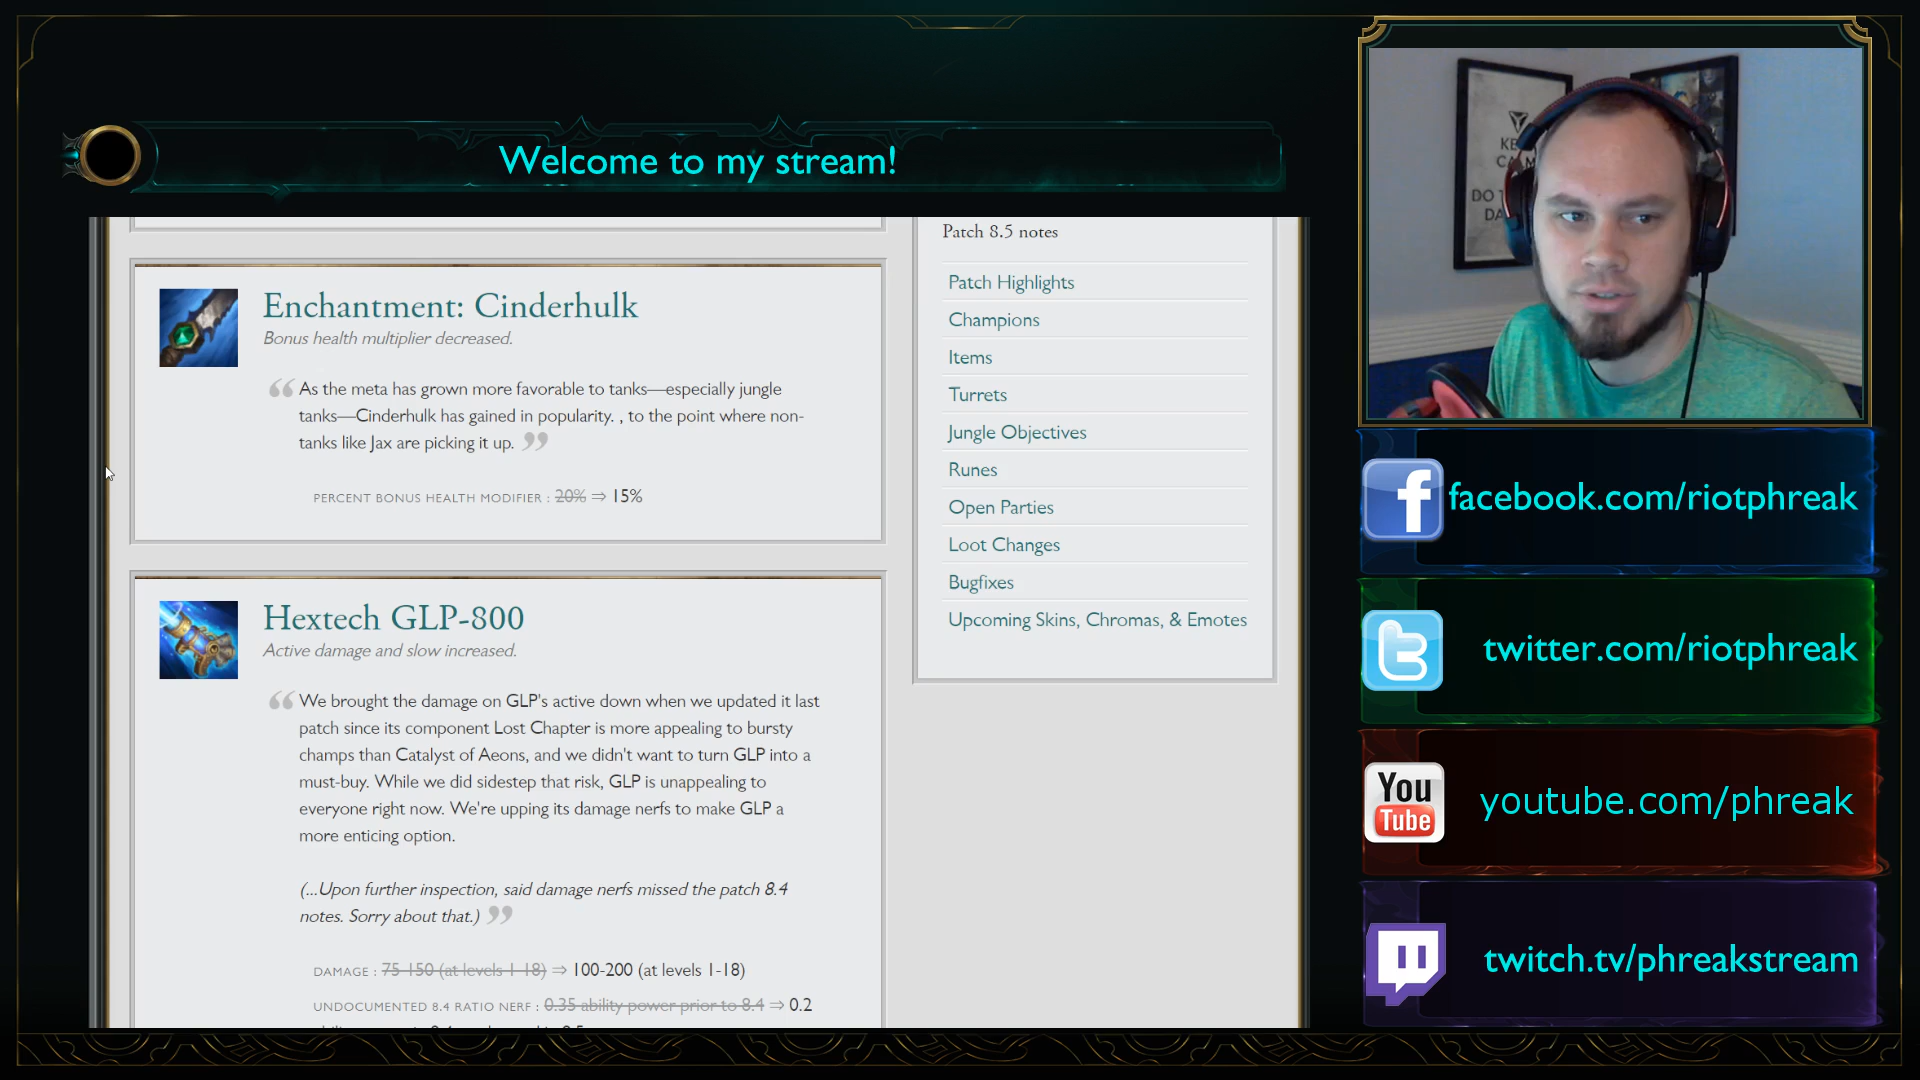 Welcome to my stream!
Enchantment: Cinderhulk
Bonus health multiplier decreased.
“ As the meta has grown more favorable to tanks—especially jungle
tanks—Cinderhulk has gained in popularity. , to the point where non-
tanks like Jax are picking it up. ”
PERCENT BONUS HEALTH MODIFIER : 20% ⇒ 15%
Hextech GLP-800
Active damage and slow increased.
“ We brought the damage on GLP's active down when we updated it last
patch since its component Lost Chapter is more appealing to bursty
champs than Catalyst of Aeons, and we didn't want to turn GLP into a
must-buy. While we did sidestep that risk, GLP is unappealing to
everyone right now. We're upping its damage nerfs to make GLP a
more enticing option.
(...Upon further inspection, said damage nerfs missed the patch 8.4
notes. Sorry about that.) ”
DAMAGE : 75-150 (at levels 1-18) ⇒ 100-200 (at levels 1-18)
UNDOCUMENTED 8.4 RATIO NERF : 0.35 ability power prior to 8.4 ⇒ 0.2
Patch 8.5 notes
Patch Highlights
Champions
Items
Turrets
Jungle Objectives
Runes
Open Parties
Loot Changes
Bugfixes
Upcoming Skins, Chromas, & Emotes
KE
CA
DO
DA
facebook.com/riotphreak
twitter.com/riotphreak
You
Tube
youtube.com/phreak
twitch.tv/phreakstream